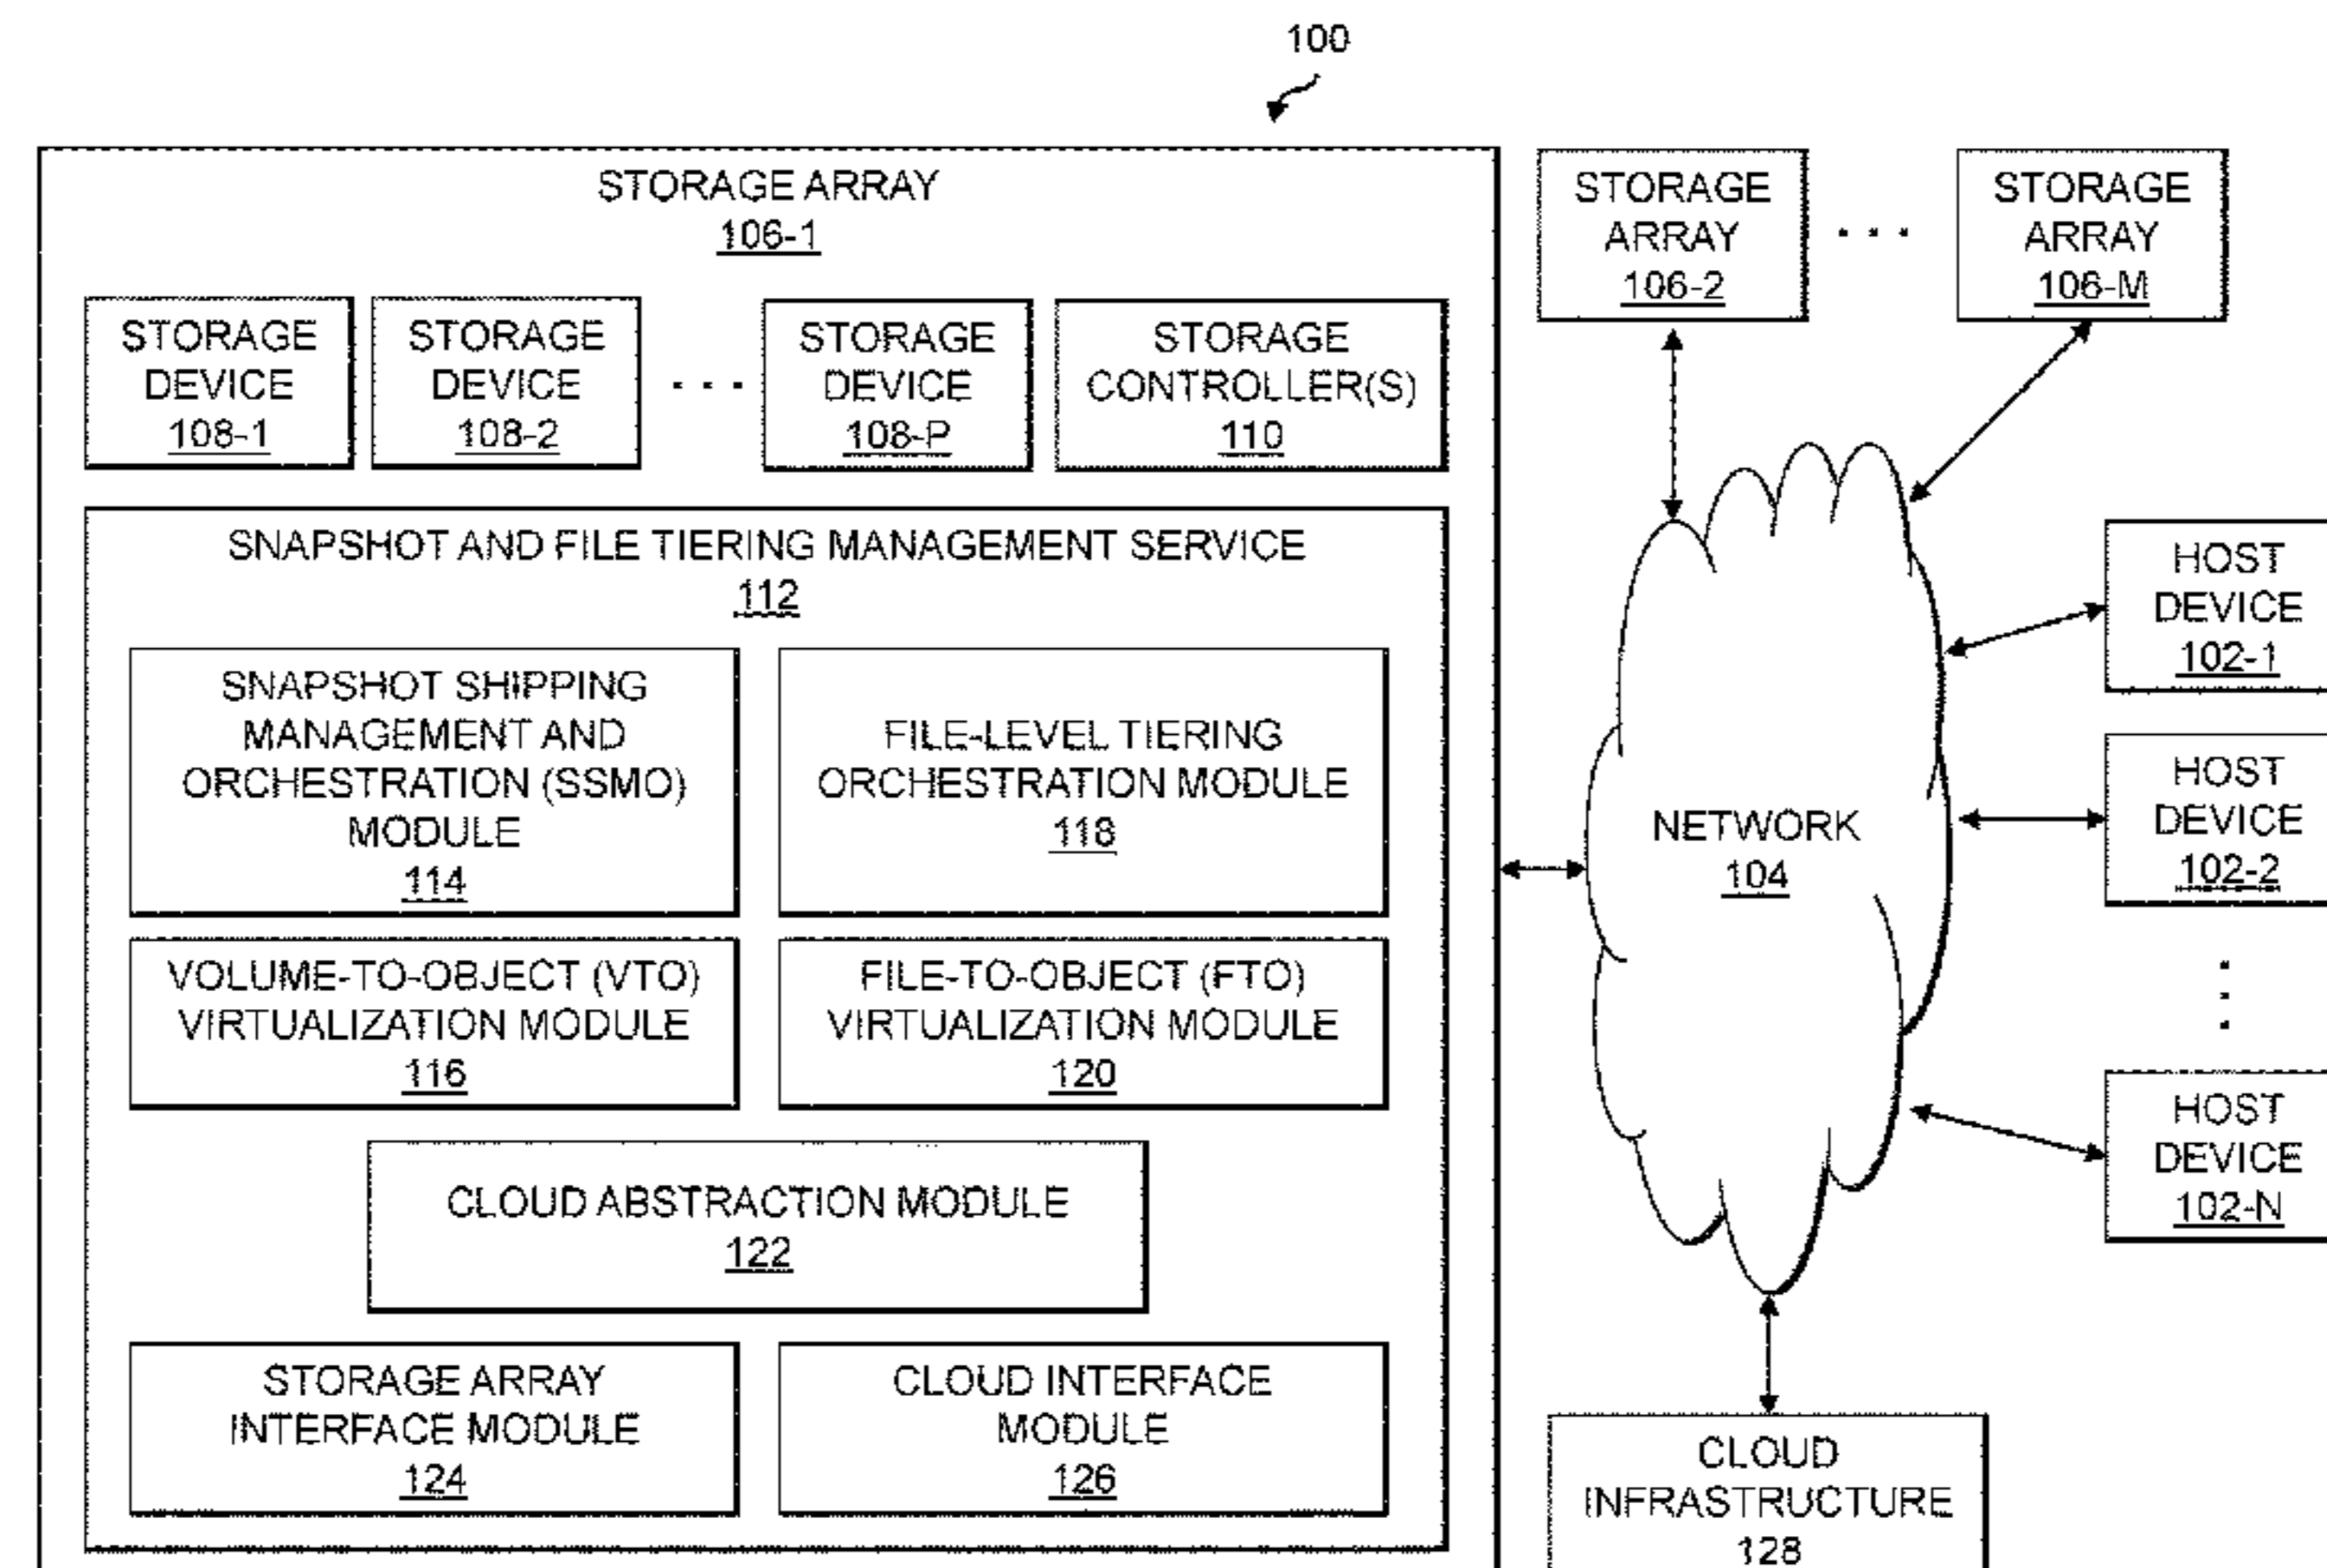 100
STORAGE ARRAY
106-1
STORAGE
DEVICE
108-1
STORAGE
DEVICE
108-2
. . .
STORAGE
DEVICE
108-P
STORAGE
CONTROLLER(S)
110
SNAPSHOT AND FILE TIERING MANAGEMENT SERVICE
112
SNAPSHOT SHIPPING
MANAGEMENT AND
ORCHESTRATION (SSMO)
MODULE
114
FILE-LEVEL TIERING
ORCHESTRATION MODULE
118
VOLUME-TO-OBJECT (VTO)
VIRTUALIZATION MODULE
116
FILE-TO-OBJECT (FTO)
VIRTUALIZATION MODULE
120
CLOUD ABSTRACTION MODULE
122
STORAGE ARRAY
INTERFACE MODULE
124
CLOUD INTERFACE
MODULE
126
STORAGE
ARRAY
106-2
. . .
STORAGE
ARRAY
106-M
NETWORK
104
HOST
DEVICE
102-1
HOST
DEVICE
102-2
HOST
DEVICE
102-N
CLOUD
INFRASTRUCTURE
128